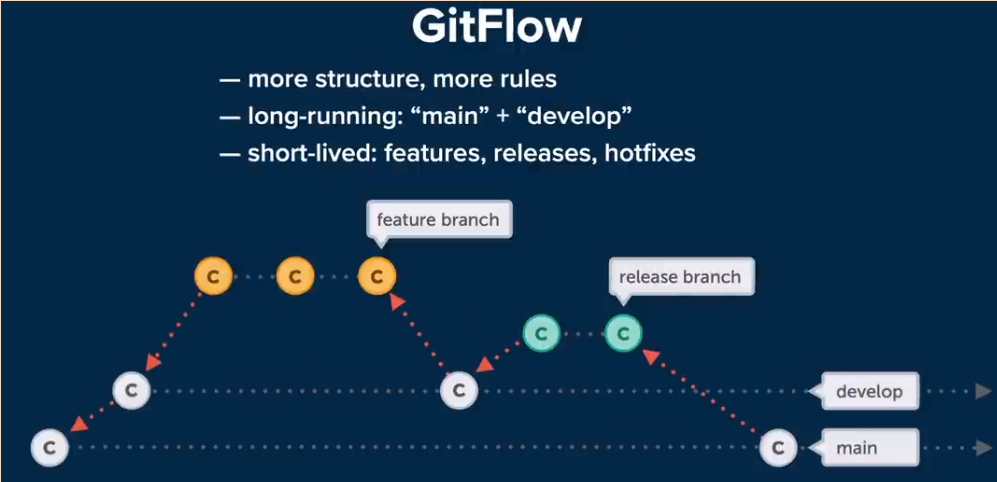 GitFlow
— more structure, more rules
— long-running: “main” + “develop”
— short-lived: features, releases, hotfixes
feature branch
C C C
release branch
C C
C C
develop
C C
main